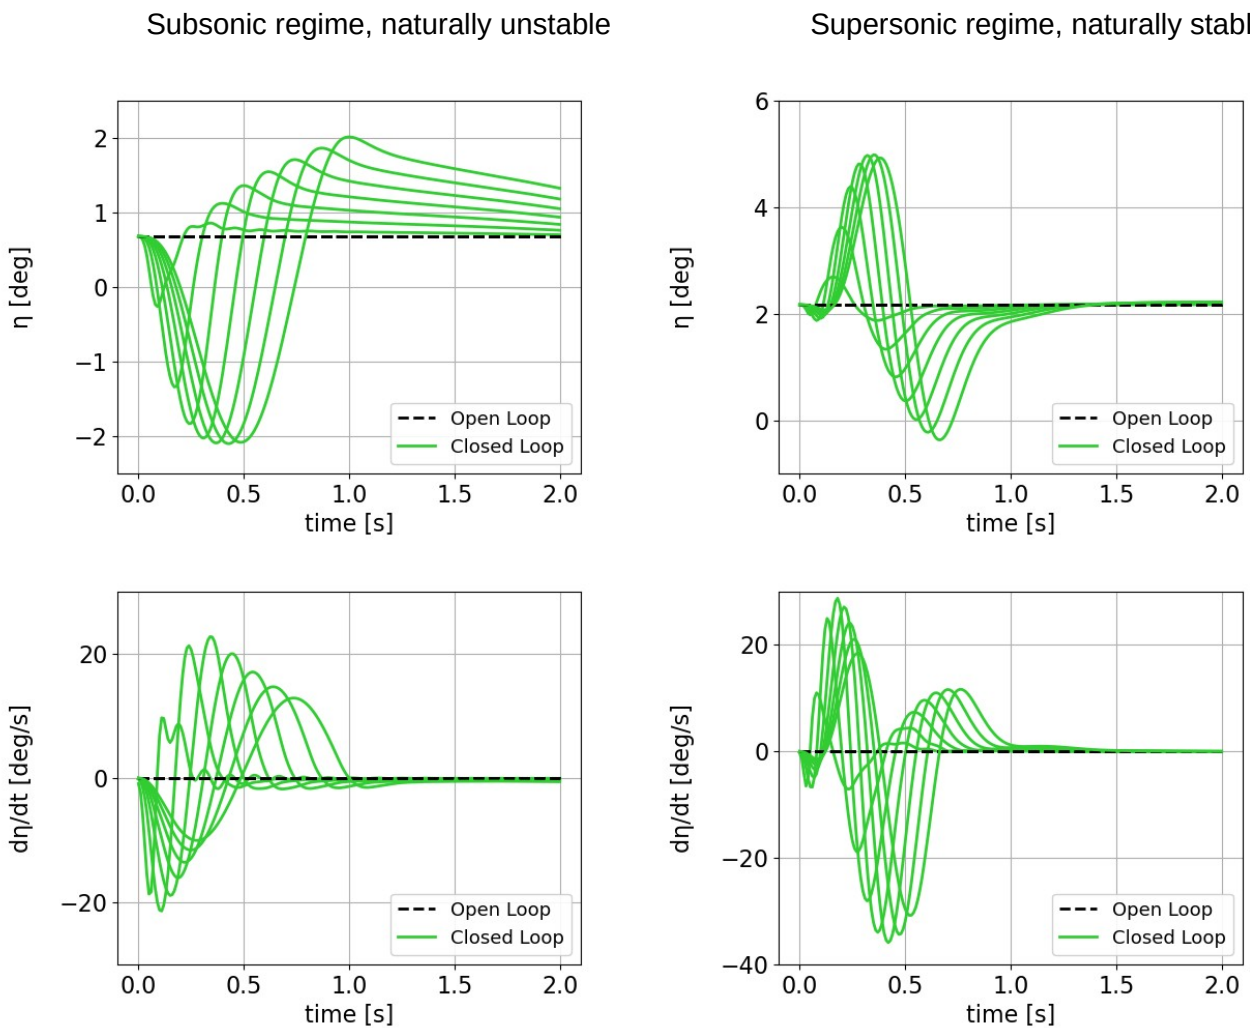 Subsonic regime, naturally unstable
Supersonic regime, naturally stabl
2
1
0
−1
−2
η [deg]
0.0 0.5 1.0 1.5 2.0
time [s]
Open Loop
Closed Loop
6
4
2
0
η [deg]
0.0 0.5 1.0 1.5 2.0
time [s]
Open Loop
Closed Loop
20
0
−20
dη/dt [deg/s]
0.0 0.5 1.0 1.5 2.0
time [s]
Open Loop
Closed Loop
20
0
−20
−40
dη/dt [deg/s]
0.0 0.5 1.0 1.5 2.0
time [s]
Open Loop
Closed Loop